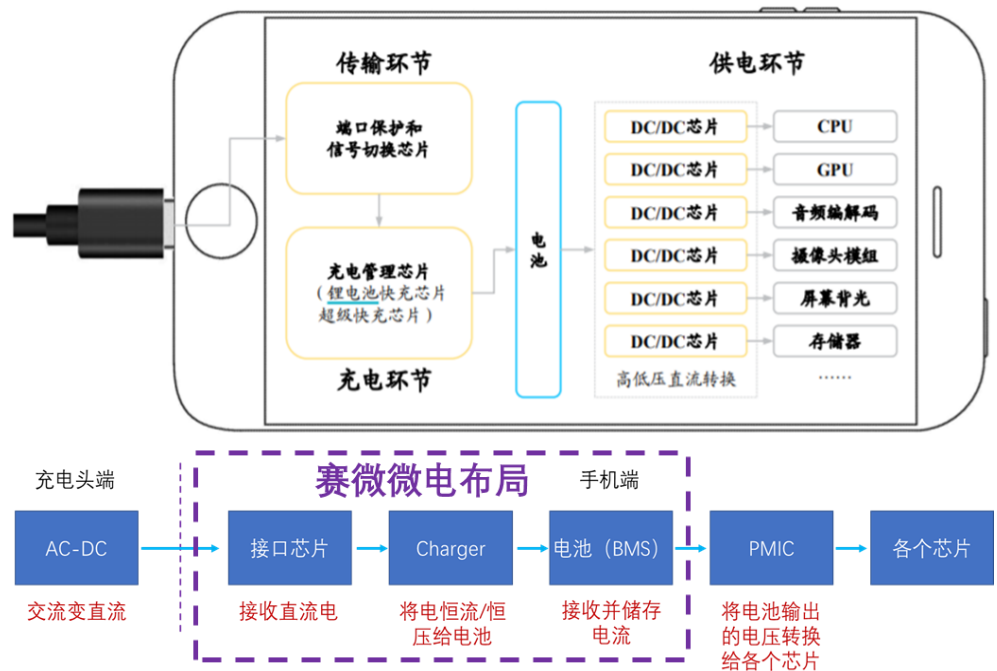 传输环节
供电环节
端口保护和
信号切换芯片
充电管理芯片
（锂电池快充芯片
超级快充芯片）
充电环节
电
池
DC/DC芯片
CPU
DC/DC芯片
GPU
DC/DC芯片
音频编解码
DC/DC芯片
摄像头模组
DC/DC芯片
屏幕背光
DC/DC芯片
存储器
高低压直流转换
……
充电头端
赛微微电布局
手机端
AC-DC
接口芯片
Charger
电池（BMS）
PMIC
各个芯片
交流变直流
接收直流电
将电恒流/恒
压给电池
接收并储存
电流
将电池输出
的电压转换
给各个芯片